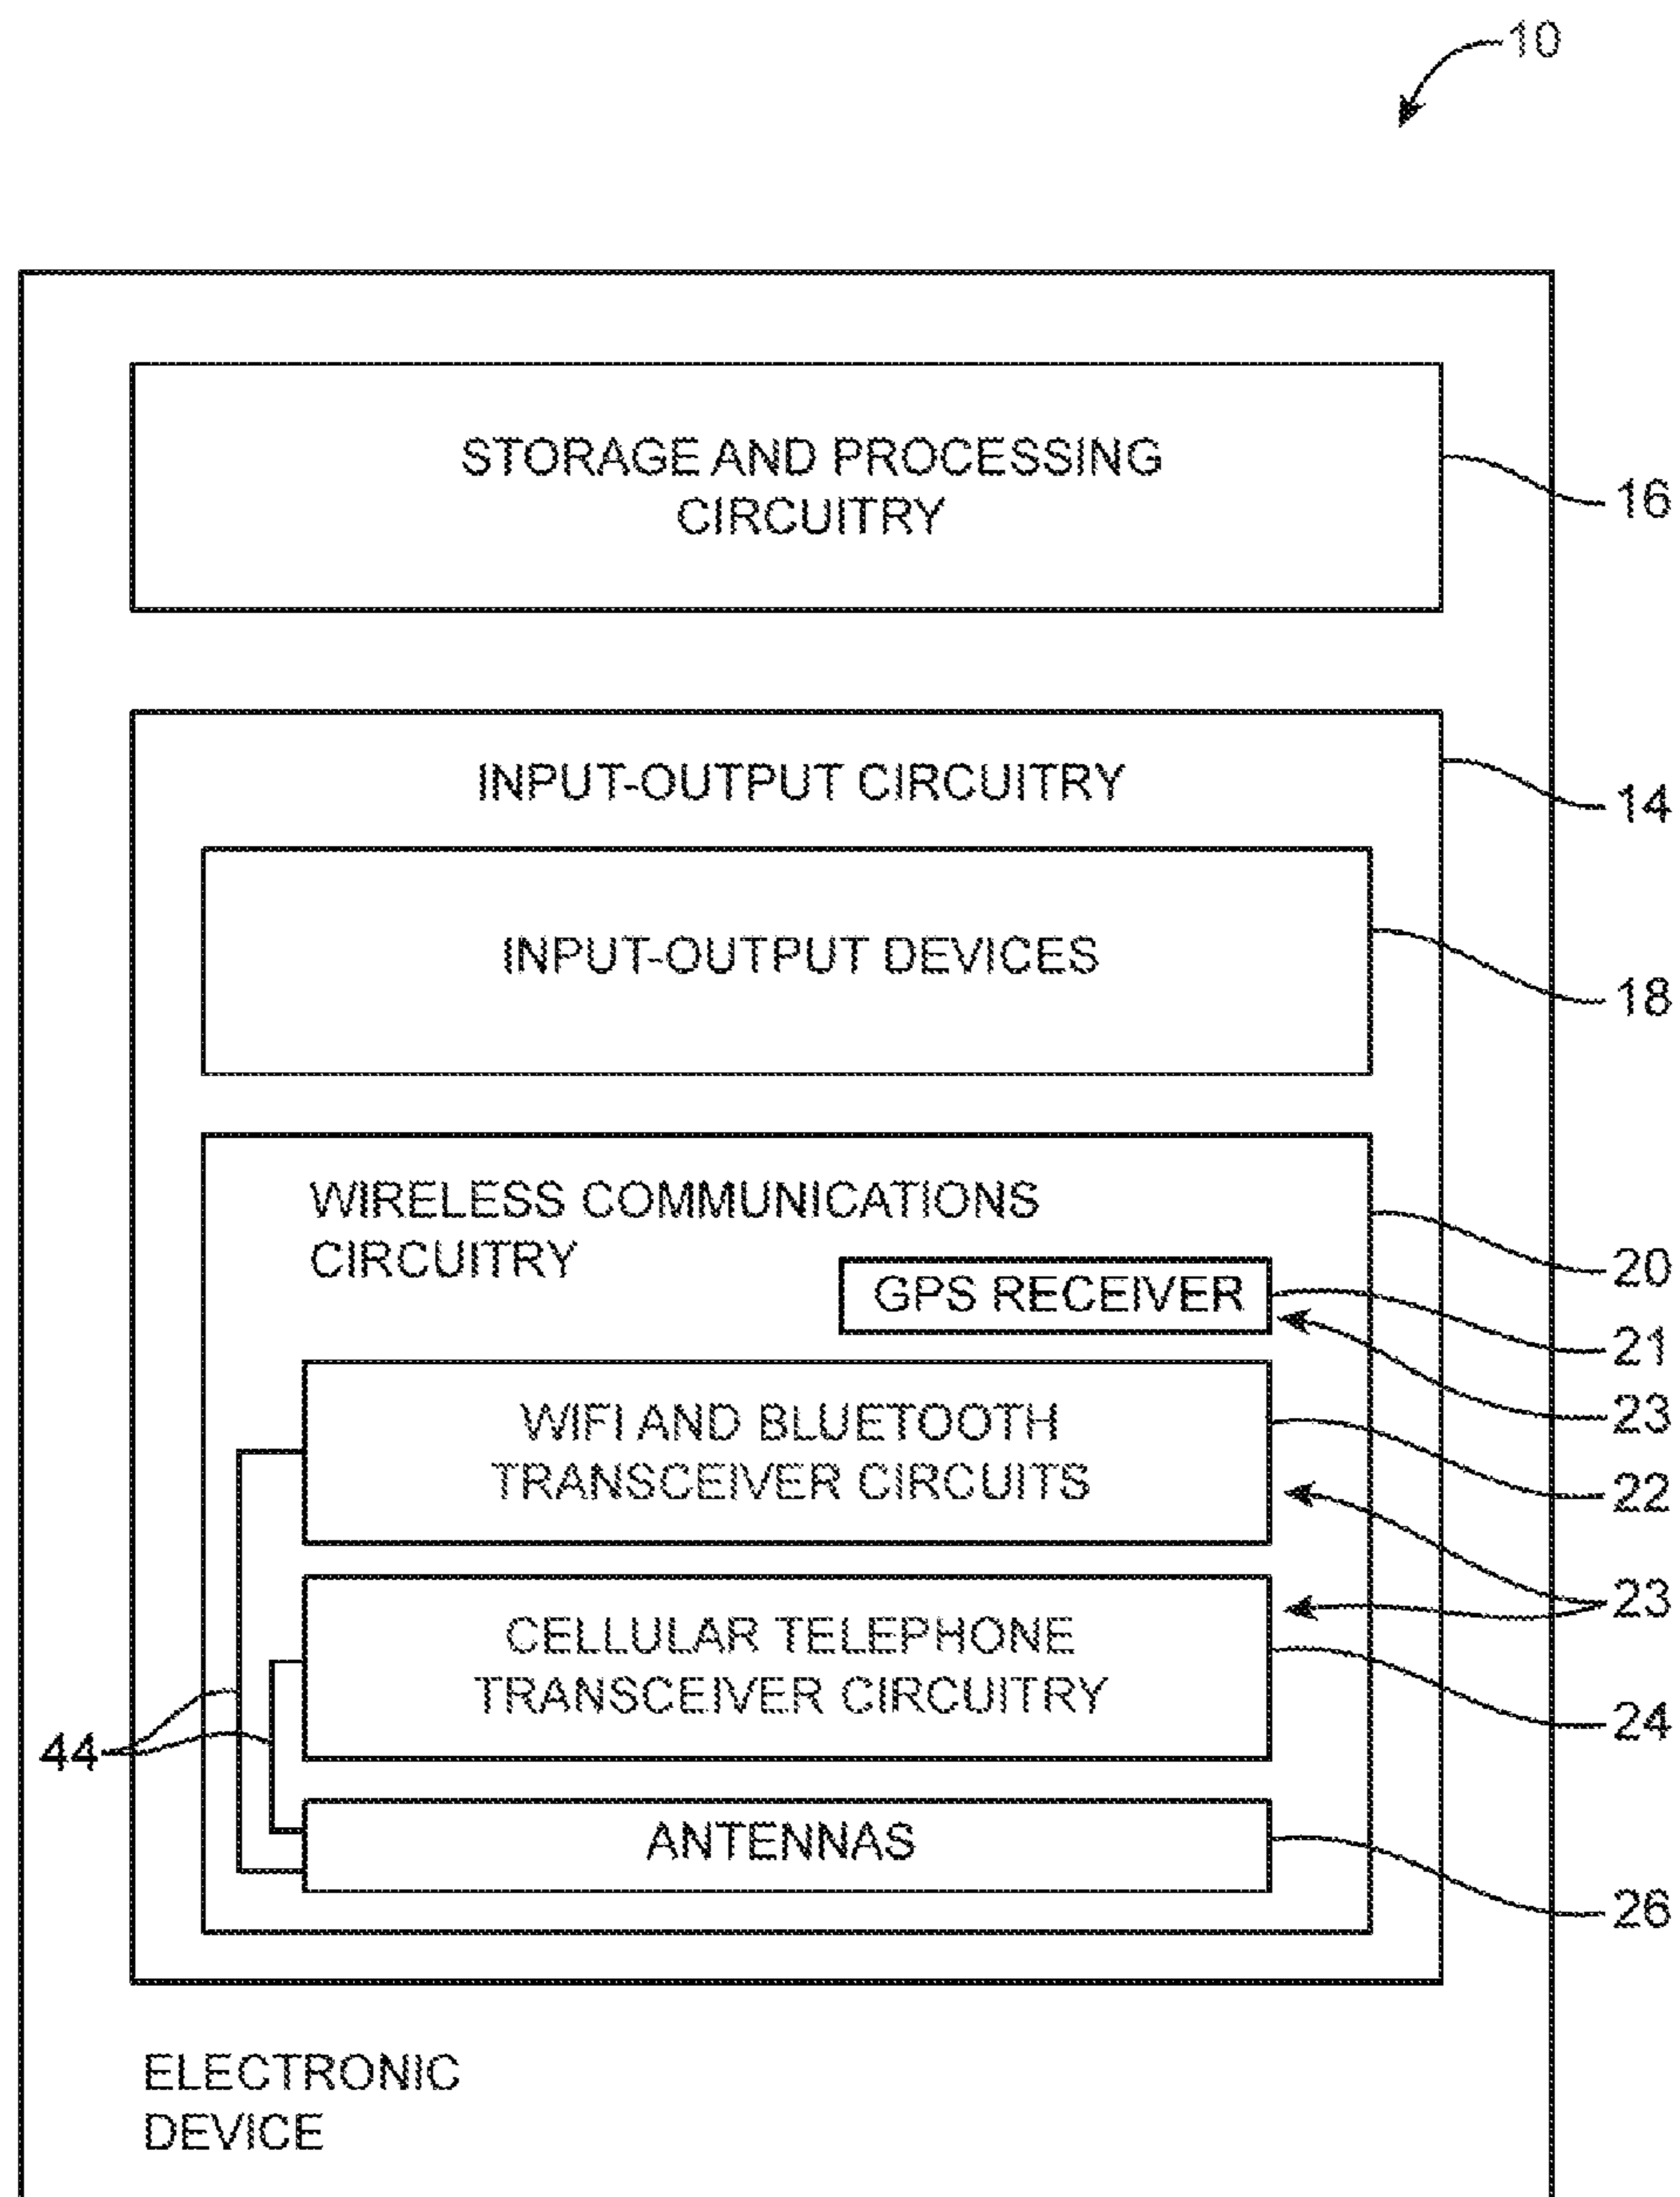 10
STORAGE AND PROCESSING
CIRCUITRY
16
INPUT-OUTPUT CIRCUITRY
14
INPUT-OUTPUT DEVICES
18
WIRELESS COMMUNICATIONS
CIRCUITRY
20
GPS RECEIVER
21
23
WIFI AND BLUETOOTH
TRANSCEIVER CIRCUITS
22
23
CELLULAR TELEPHONE
TRANSCEIVER CIRCUITRY
24
44
ANTENNAS
26
ELECTRONIC
DEVICE